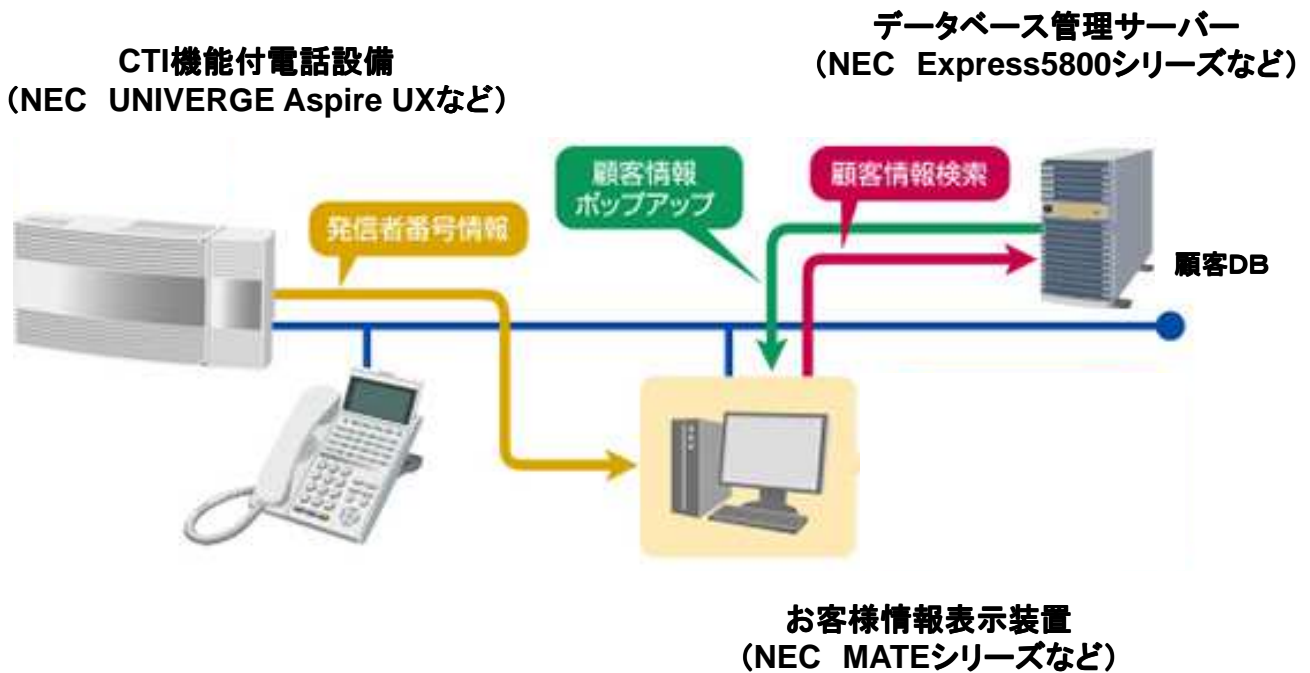 データベース管理サーバー
（NEC　Express5800シリーズなど）
CTI機能付電話設備
（NEC　UNIVERGE Aspire UXなど）
顧客情報
ポップアップ
顧客情報検索
発信者番号情報
顧客DB
お客様情報表示装置
（NEC　MATEシリーズなど）